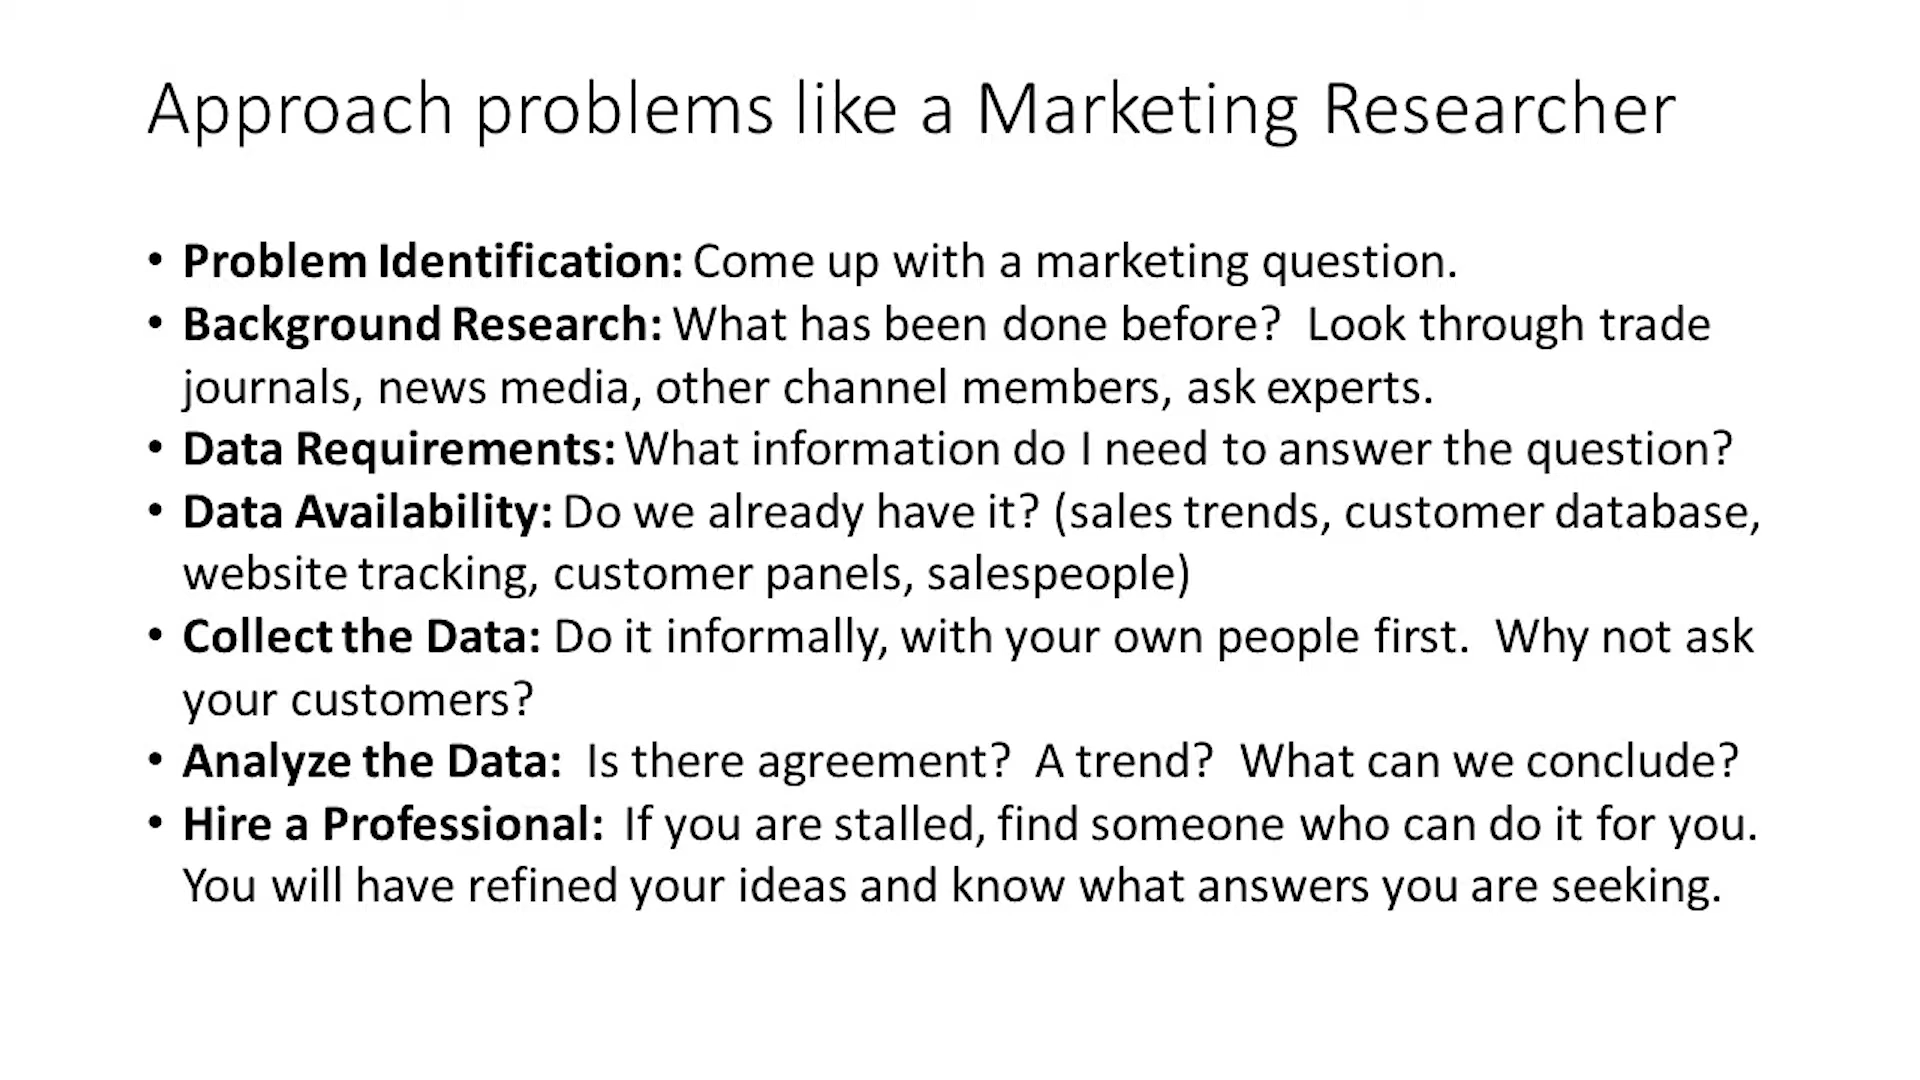 Approach problems like a Marketing Researcher
• Problem Identification: Come up with a marketing question.
• Background Research: What has been done before?  Look through trade
journals, news media, other channel members, ask experts.
• Data Requirements: What information do I need to answer the question?
• Data Availability: Do we already have it? (sales trends, customer database,
website tracking, customer panels, salespeople)
• Collect the Data: Do it informally, with your own people first.  Why not ask
your customers?
• Analyze the Data:  Is there agreement?  A trend?  What can we conclude?
• Hire a Professional:  If you are stalled, find someone who can do it for you.
You will have refined your ideas and know what answers you are seeking.